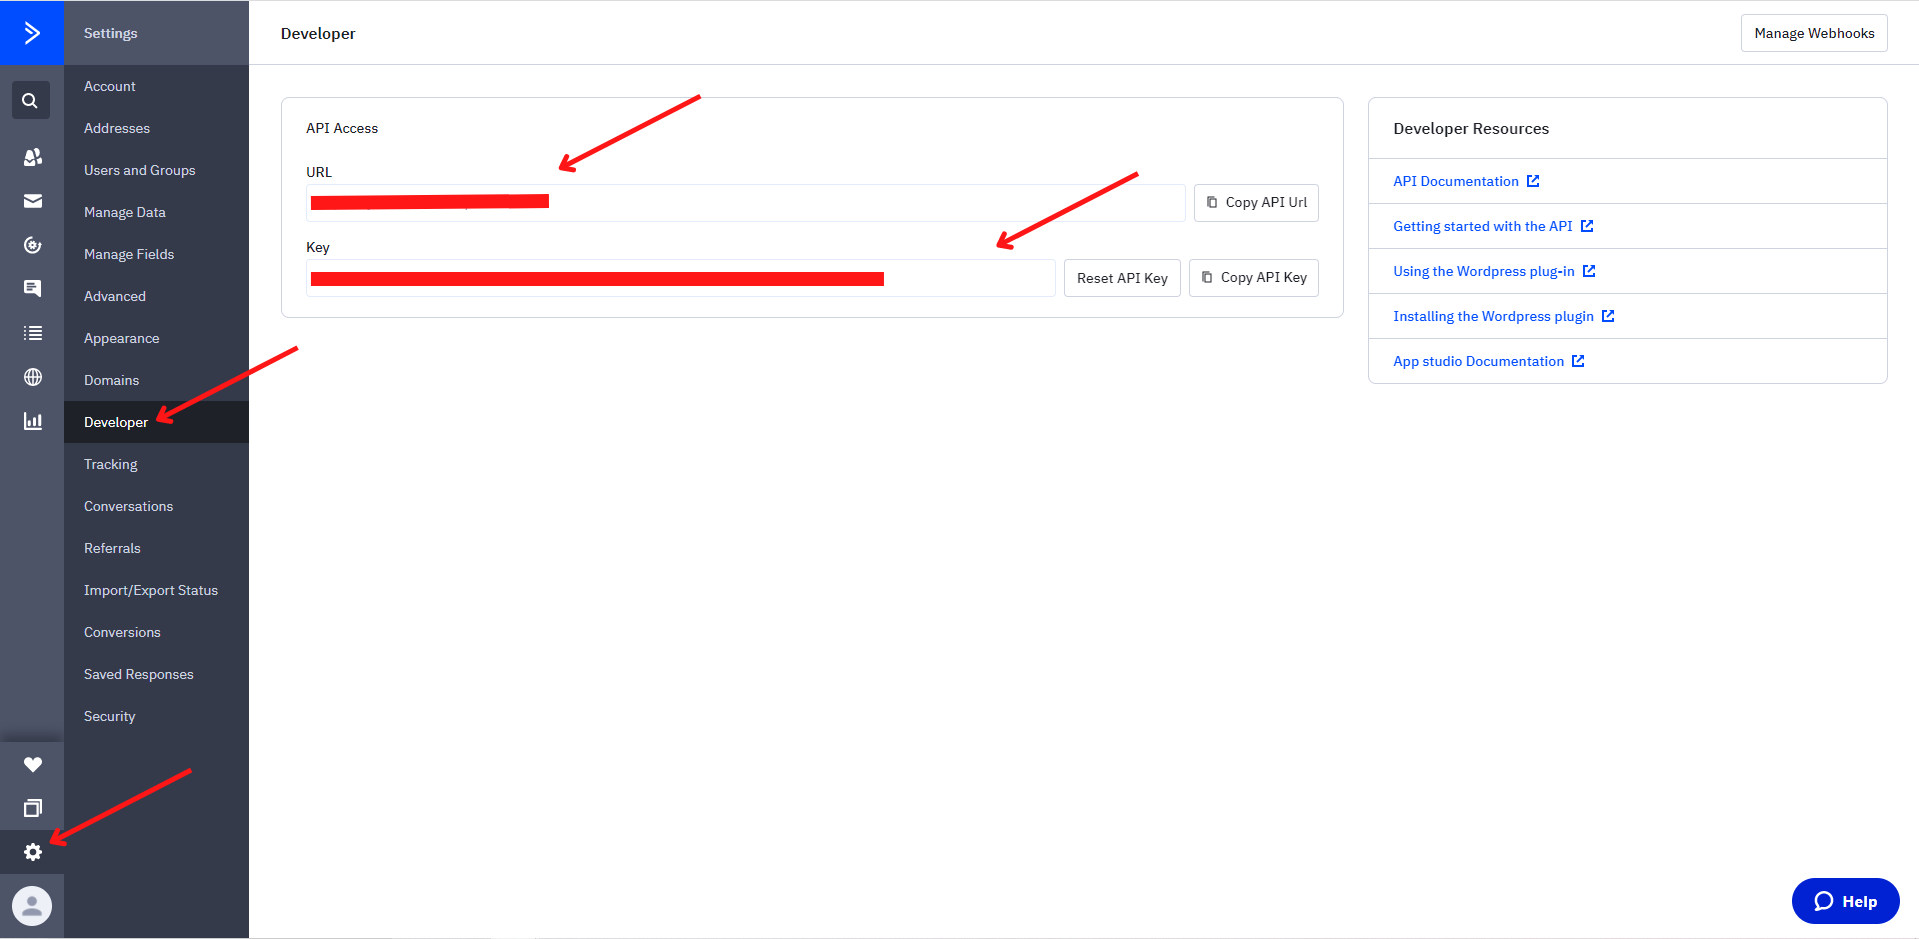 Settings
Account
Addresses
Users and Groups
Manage Data
Manage Fields
Advanced
Appearance
Domains
Developer
Tracking
Conversations
Referrals
Import/Export Status
Conversions
Saved Responses
Security
Developer
Manage Webhooks
API Access
URL
Copy API Url
Key
Reset API Key
Copy API Key
Developer Resources
API Documentation
Getting started with the API
Using the Wordpress plug-in
Installing the Wordpress plugin
App studio Documentation
Help